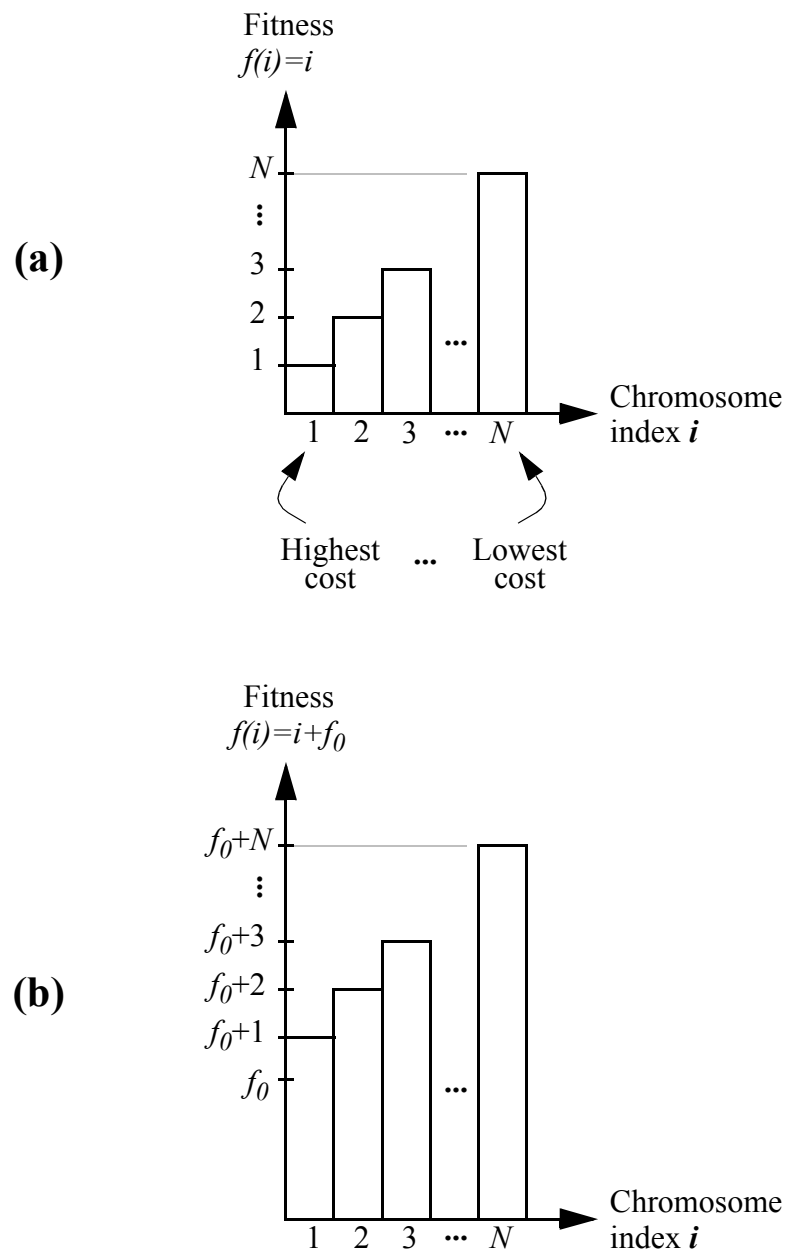 Fitness
f(i)=i
N
...
3
2
1
(a)
1 2 3 ... N
Chromosome
index i
Highest ... Lowest
cost cost
Fitness
f(i)=i+f0
f0+N
...
f0+3
f0+2
f0+1
f0
...
(b)
1 2 3 ... N
Chromosome
index i